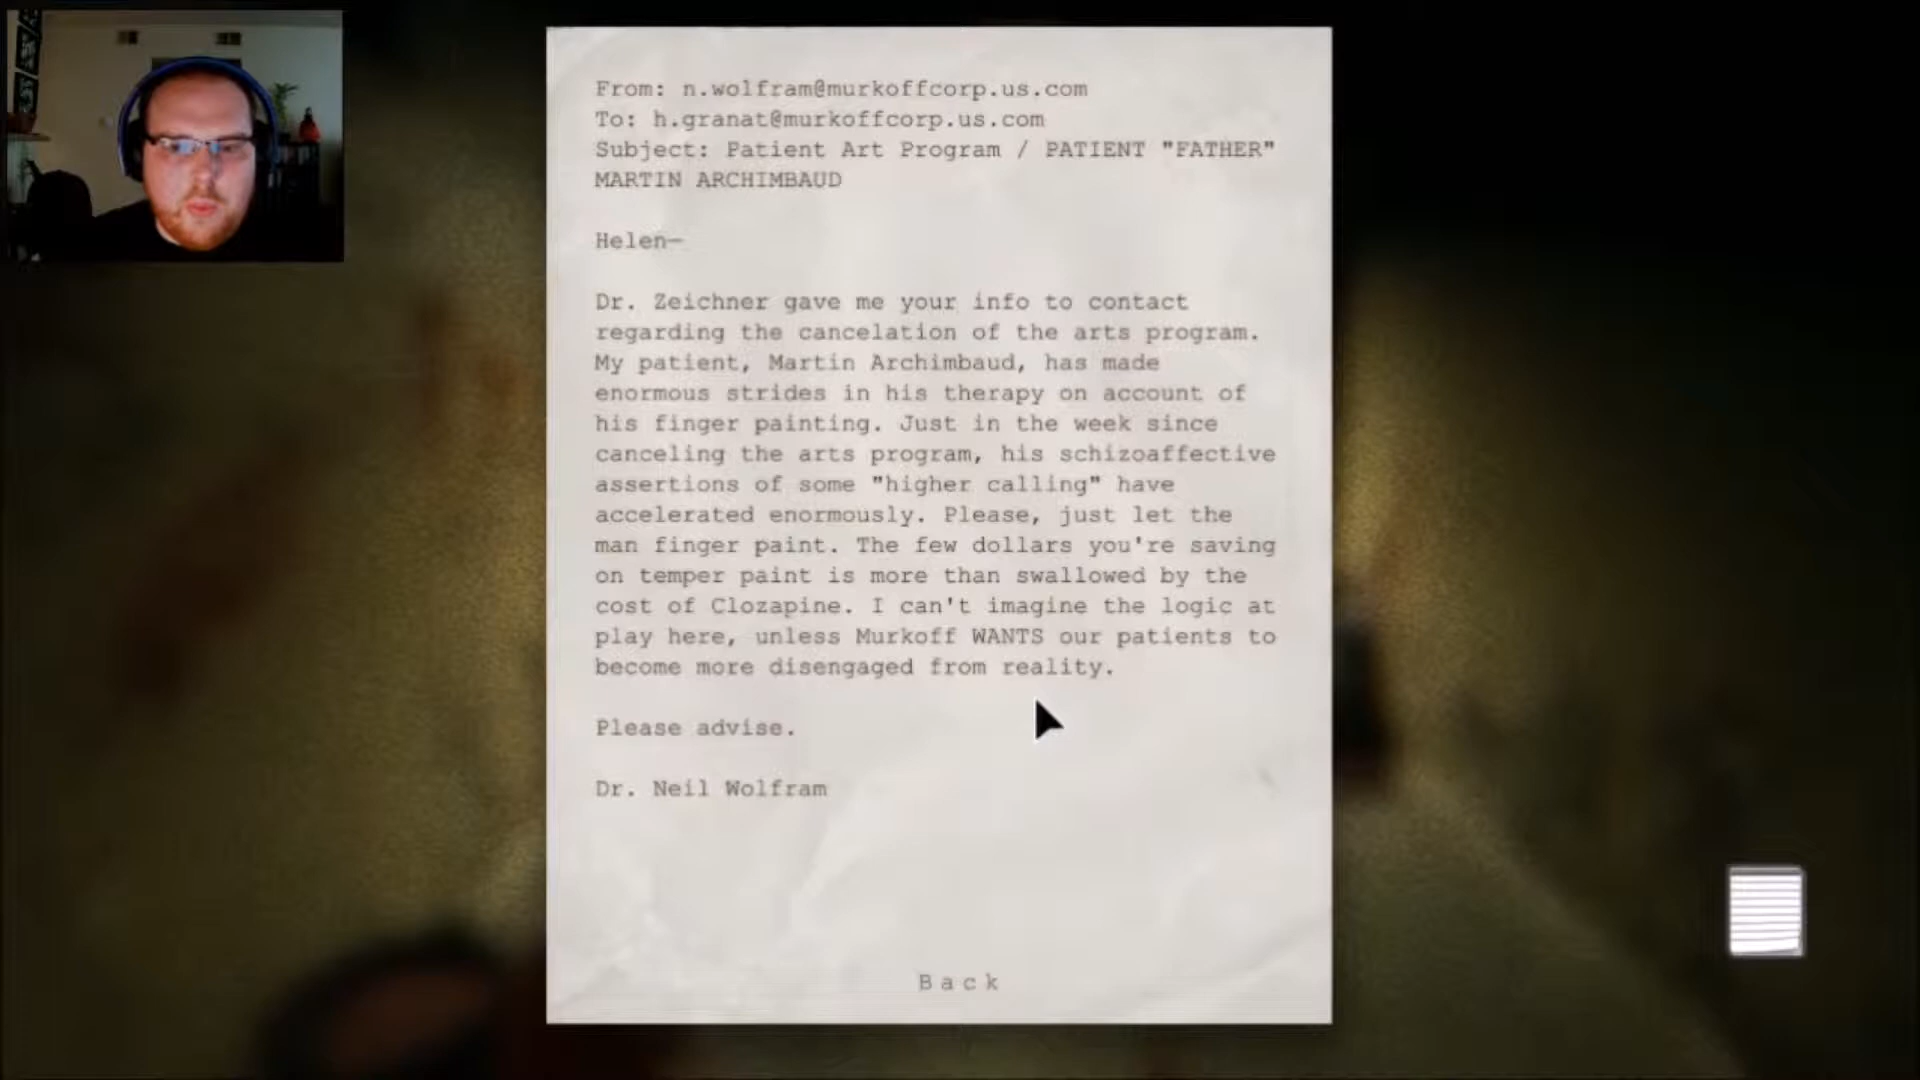 From: n.wolfram@murkoffcorp.us.com
To: h.granat@murkoffcorp.us.com
Subject: Patient Art Program / PATIENT "FATHER"
MARTIN ARCHIMBAUD
Helen—
Dr. Zeichner gave me your info to contact
regarding the cancelation of the arts program.
My patient, Martin Archimbaud, has made
enormous strides in his therapy on account of
his finger painting. Just in the week since
canceling the arts program, his schizoaffective
assertions of some "higher calling" have
accelerated enormously. Please, just let the
man finger paint. The few dollars you're saving
on temper paint is more than swallowed by the
cost of Clozapine. I can't imagine the logic at
play here, unless Murkoff WANTS our patients to
become more disengaged from reality.
Please advise.
Dr. Neil Wolfram
Back